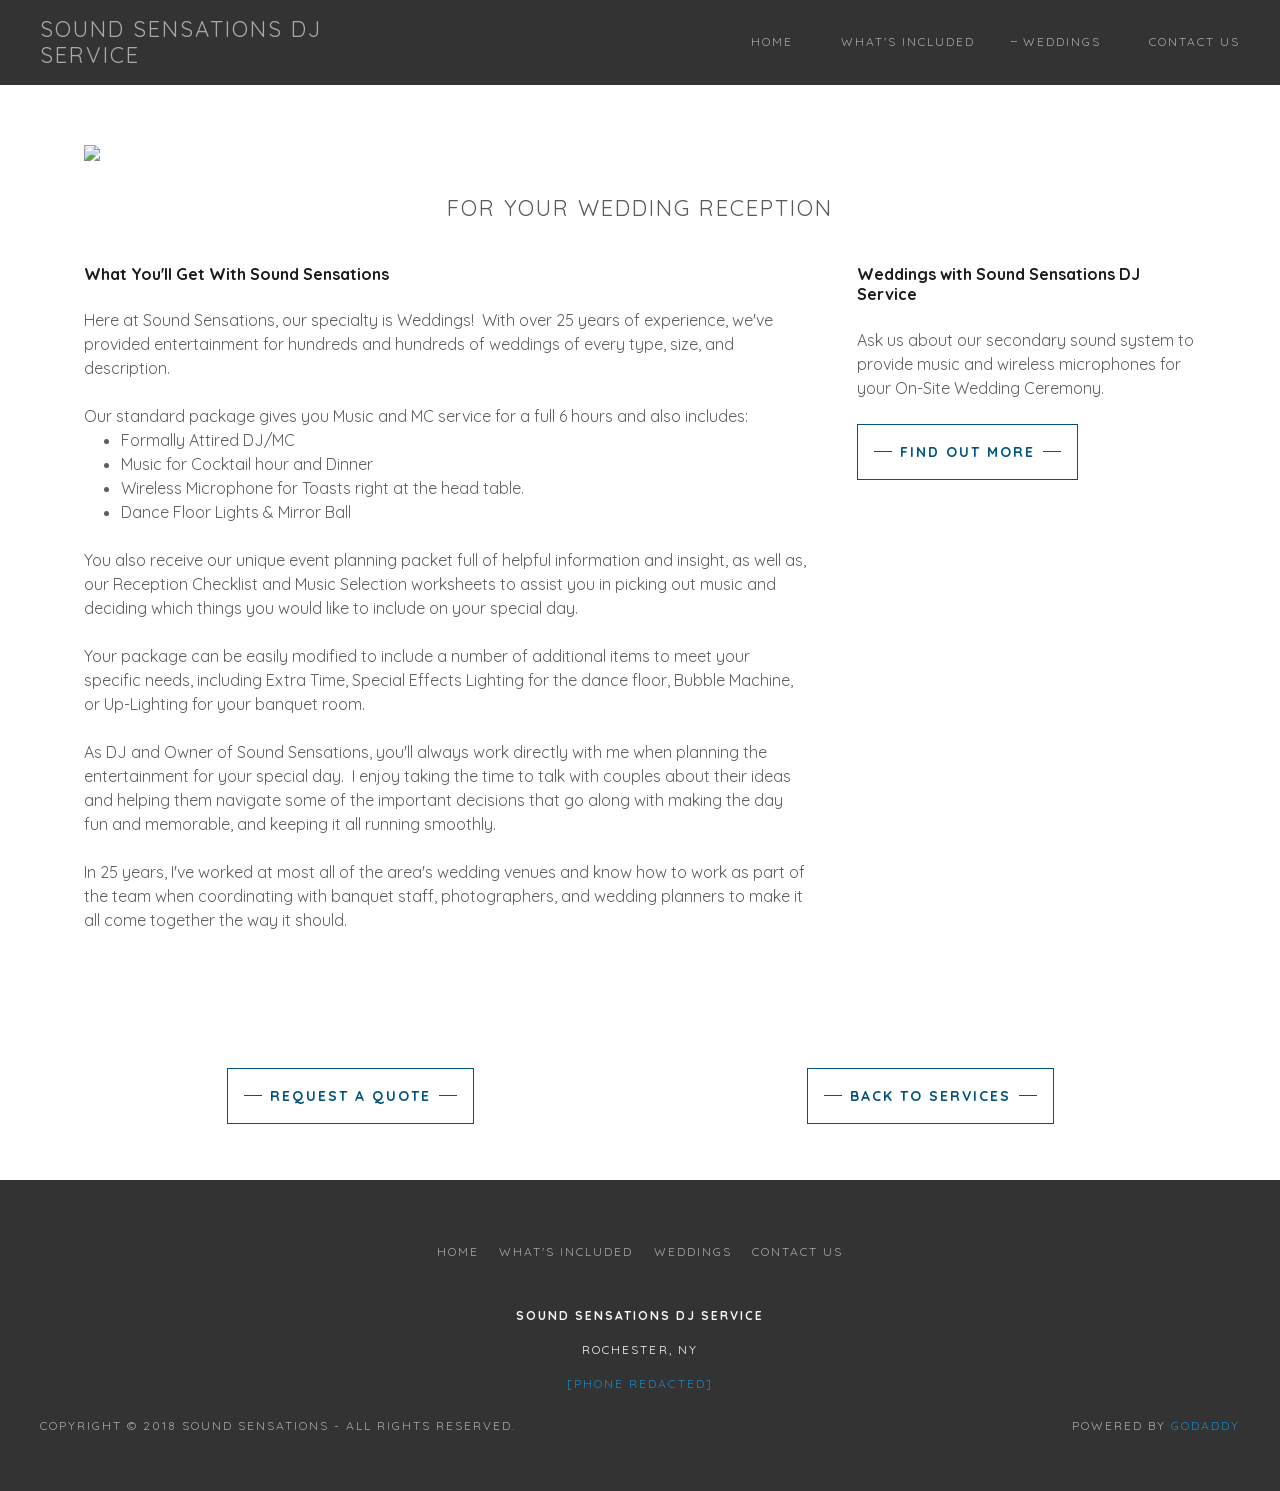 SOUND SENSATIONS DJ
SERVICE
HOME
WHAT'S INCLUDED
– WEDDINGS
CONTACT US
FOR YOUR WEDDING RECEPTION
What You'll Get With Sound Sensations
Here at Sound Sensations, our specialty is Weddings!  With over 25 years of experience, we've
provided entertainment for hundreds and hundreds of weddings of every type, size, and
description.
Our standard package gives you Music and MC service for a full 6 hours and also includes:
• Formally Attired DJ/MC
• Music for Cocktail hour and Dinner
• Wireless Microphone for Toasts right at the head table.
• Dance Floor Lights & Mirror Ball
You also receive our unique event planning packet full of helpful information and insight, as well as,
our Reception Checklist and Music Selection worksheets to assist you in picking out music and
deciding which things you would like to include on your special day.
Your package can be easily modified to include a number of additional items to meet your
specific needs, including Extra Time, Special Effects Lighting for the dance floor, Bubble Machine,
or Up-Lighting for your banquet room.
As DJ and Owner of Sound Sensations, you'll always work directly with me when planning the
entertainment for your special day.  I enjoy taking the time to talk with couples about their ideas
and helping them navigate some of the important decisions that go along with making the day
fun and memorable, and keeping it all running smoothly.
In 25 years, I've worked at most all of the area's wedding venues and know how to work as part of
the team when coordinating with banquet staff, photographers, and wedding planners to make it
all come together the way it should.
Weddings with Sound Sensations DJ
Service
Ask us about our secondary sound system to
provide music and wireless microphones for
your On-Site Wedding Ceremony.
FIND OUT MORE
REQUEST A QUOTE
BACK TO SERVICES
HOME
WHAT'S INCLUDED
WEDDINGS
CONTACT US
SOUND SENSATIONS DJ SERVICE
ROCHESTER, NY
[PHONE REDACTED]
COPYRIGHT © 2018 SOUND SENSATIONS - ALL RIGHTS RESERVED.
POWERED BY GODADDY